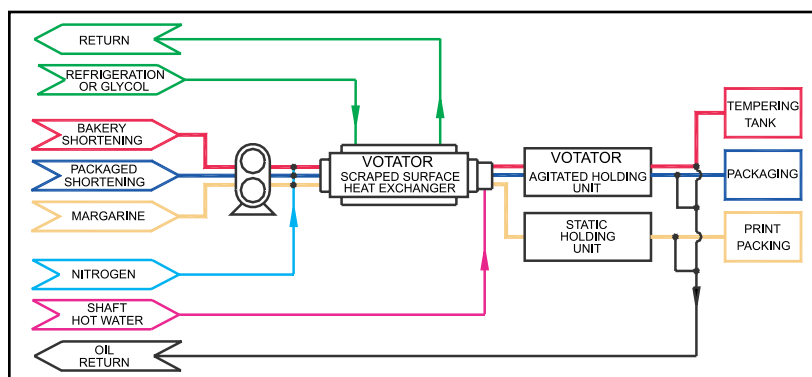 RETURN
REFRIGERATION
OR GLYCOL
BAKERY
SHORTENING
PACKAGED
SHORTENING
MARGARINE
NITROGEN
SHAFT
HOT WATER
OIL
RETURN
VOTATOR
SCRAPED SURFACE
HEAT EXCHANGER
VOTATOR
AGITATED HOLDING
UNIT
STATIC
HOLDING
UNIT
TEMPERING
TANK
PACKAGING
PRINT
PACKING